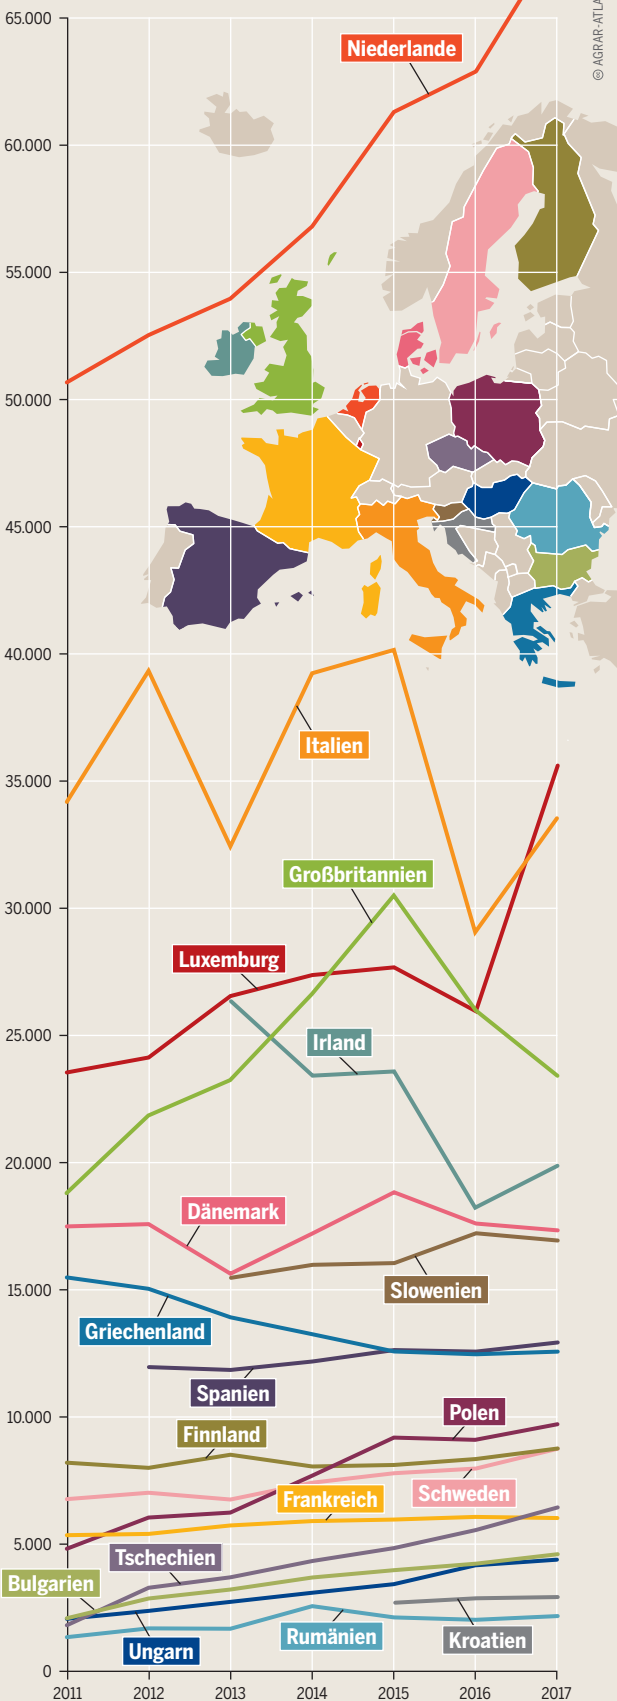 © AGRAR-ATLA
65.000
Niederlande
60.000
55.000
50.000
45.000
40.000
Italien
35.000
Großbritannien
30.000
Luxemburg
Irland
25.000
20.000
Dänemark
Slowenien
15.000
Griechenland
Spanien
Polen
10.000
Finnland
Schweden
Frankreich
5.000
Tschechien
Bulgarien
Rumänien
Kroatien
Ungarn
0
2011 2012 2013 2014 2015 2016 2017